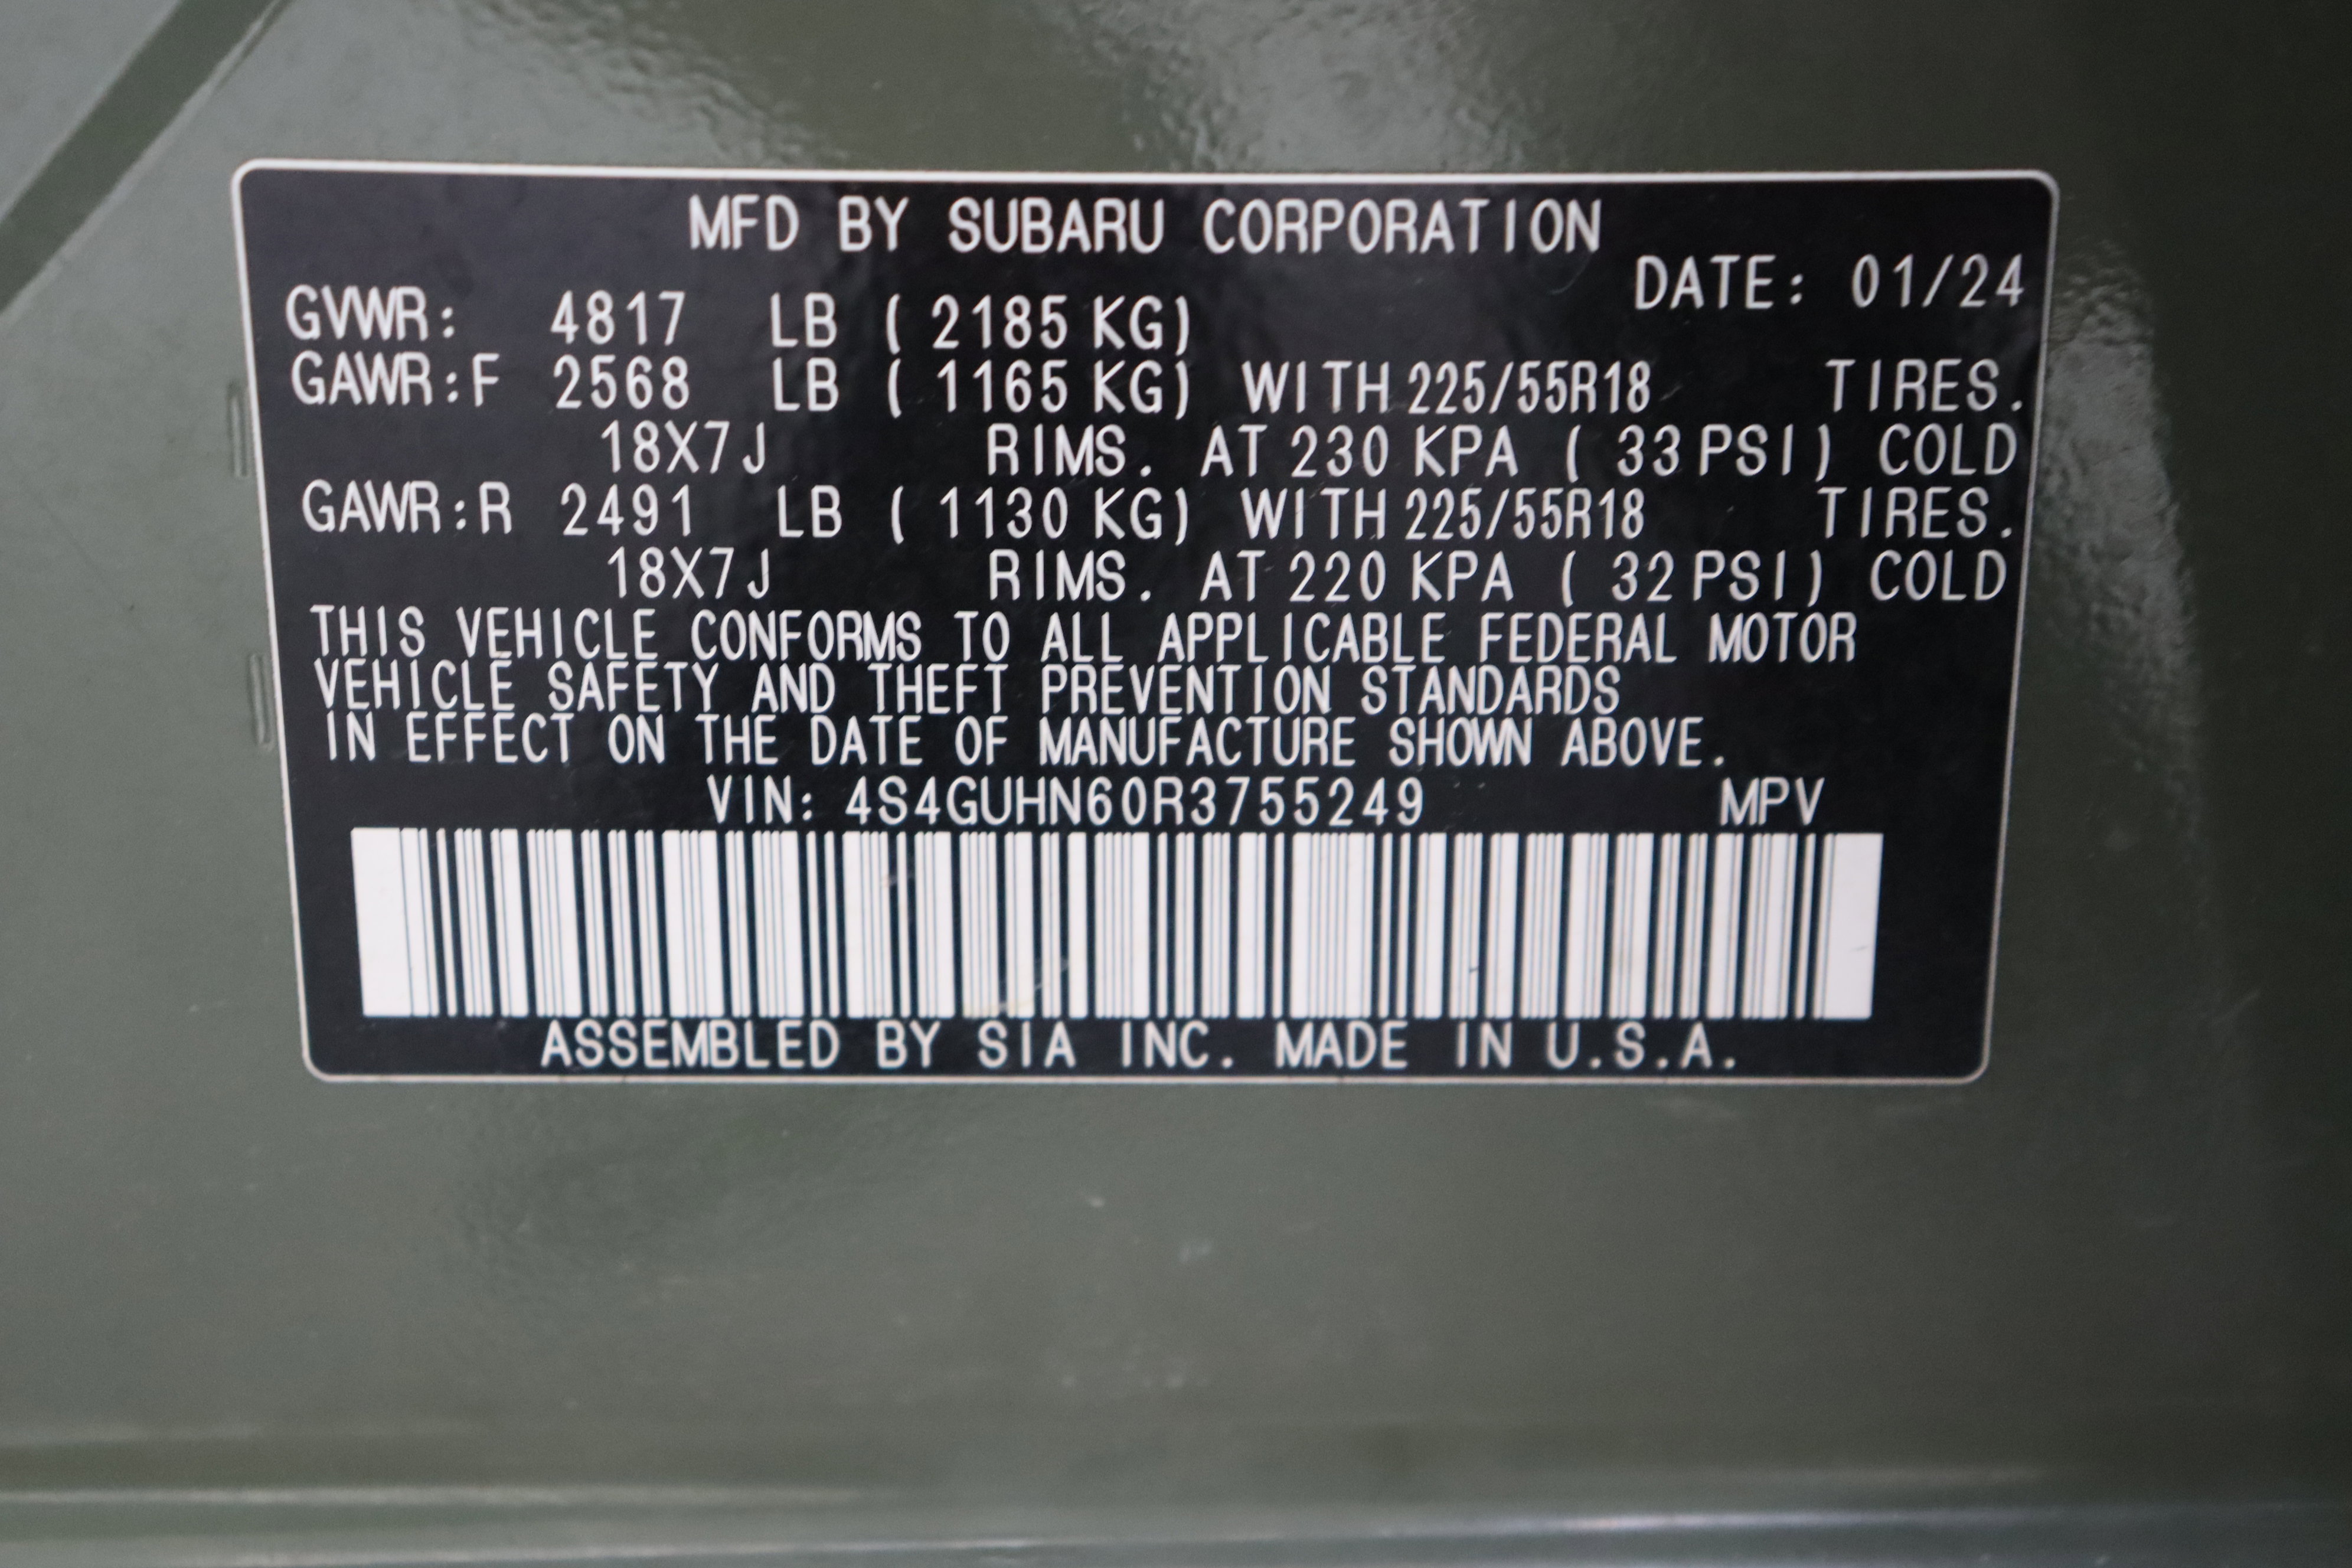 MFD BY SUBARU CORPORATION
DATE: 01/24
GVWR: 4817 LB ( 2185 KG)
GAWR:F 2568 LB ( 1165 KG) WITH 225/55R18 TIRES.
18X7J RIMS. AT 230 KPA ( 33 PSI) COLD
GAWR:R 2491 LB ( 1130 KG) WITH 225/55R18 TIRES.
18X7J RIMS. AT 220 KPA ( 32 PSI) COLD
THIS VEHICLE CONFORMS TO ALL APPLICABLE FEDERAL MOTOR
VEHICLE SAFETY AND THEFT PREVENTION STANDARDS
IN EFFECT ON THE DATE OF MANUFACTURE SHOWN ABOVE.
VIN: 4S4GUHN60R3755249 MPV
ASSEMBLED BY SIA INC. MADE IN U.S.A.